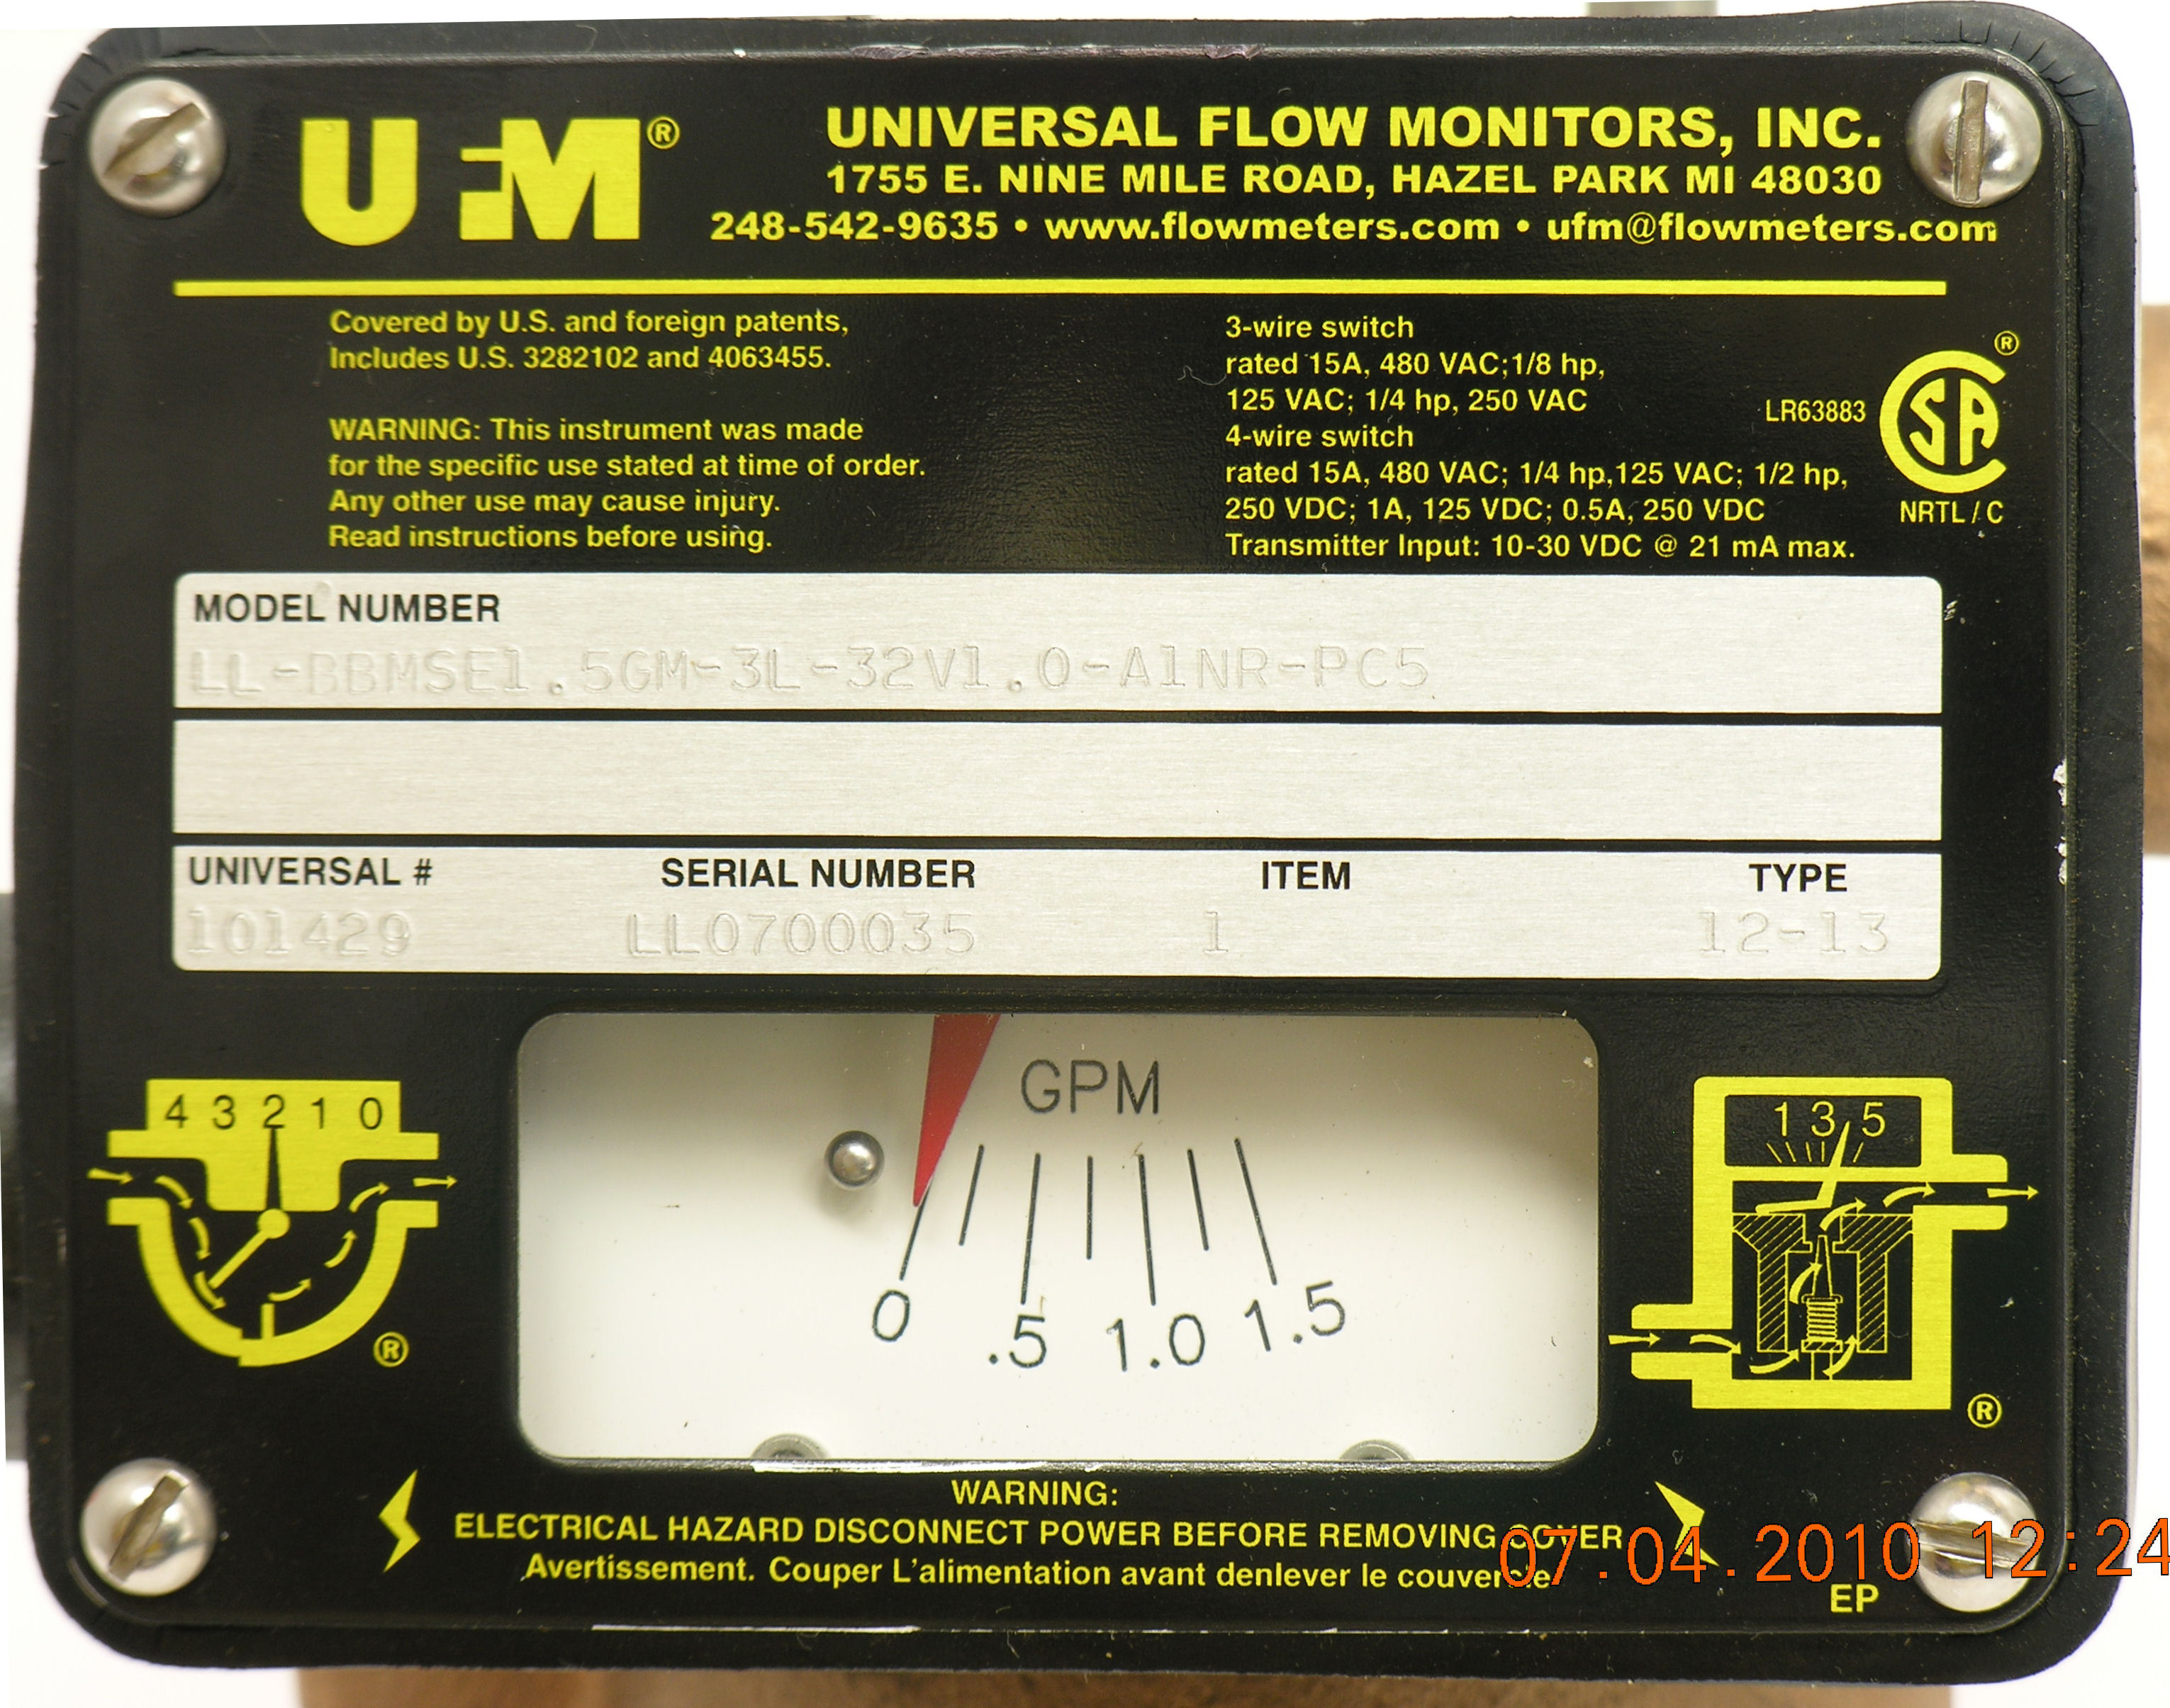 UFM®
UNIVERSAL FLOW MONITORS, INC.
1755 E. NINE MILE ROAD, HAZEL PARK MI 48030
248-542-9635 • www.flowmeters.com • ufm@flowmeters.com
Covered by U.S. and foreign patents,
Includes U.S. 3282102 and 4063455.
WARNING: This instrument was made
for the specific use stated at time of order.
Any other use may cause injury.
Read instructions before using.
3-wire switch
rated 15A, 480 VAC;1/8 hp,
125 VAC; 1/4 hp, 250 VAC
4-wire switch
rated 15A, 480 VAC; 1/4 hp,125 VAC; 1/2 hp,
250 VDC; 1A, 125 VDC; 0.5A, 250 VDC
Transmitter Input: 10-30 VDC @ 21 mA max.
LR63883
CSA ®
NRTL / C
MODEL NUMBER
LL-BBMSE1.5GM-3L-32V1.0-A1NR-PC5
UNIVERSAL # SERIAL NUMBER ITEM TYPE
101429 LL0700035 1 12-13
4 3 2 1 0
®
GPM
0 .5 1.0 1.5
1 3 5
®
WARNING:
ELECTRICAL HAZARD DISCONNECT POWER BEFORE REMOVING COVER
Avertissement. Couper L'alimentation avant denlever le couvercle
EP
07.04.2010 12:24